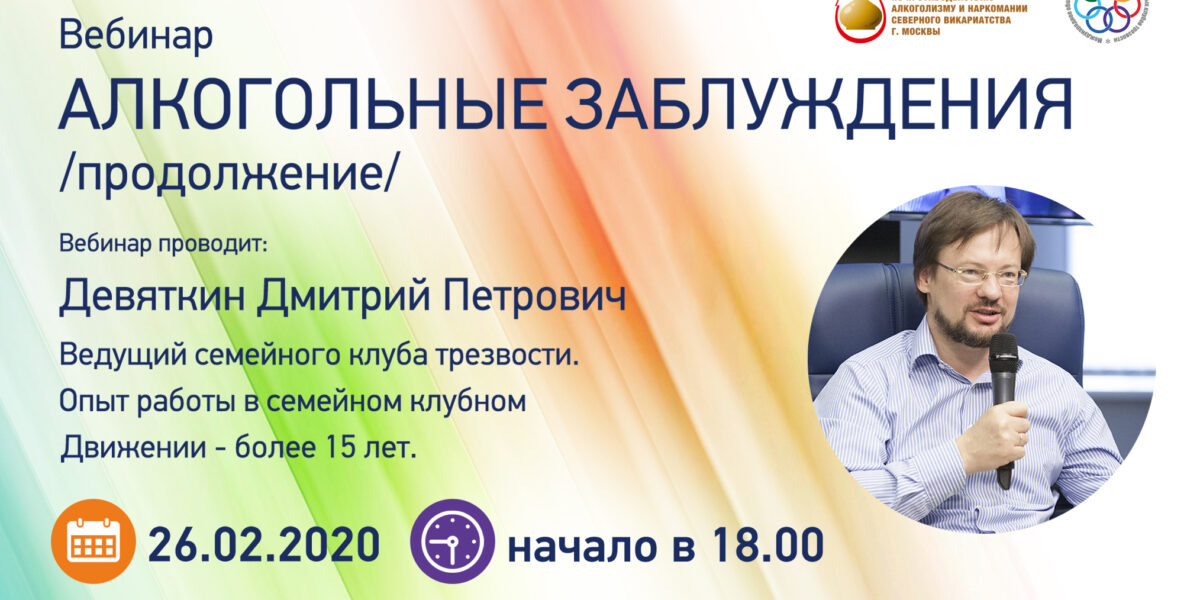 Вебинар
АЛКОГОЛЬНЫЕ ЗАБЛУЖДЕНИЯ
/продолжение/
Вебинар проводит:
Девяткин Дмитрий Петрович
Ведущий семейного клуба трезвости.
Опыт работы в семейном клубном
Движении - более 15 лет.
26.02.2020
начало в 18.00
АЛКОГОЛИЗМУ И НАРКОМАНИИ
СЕВЕРНОГО ВИКАРИАТСТВА
Г. МОСКВЫ